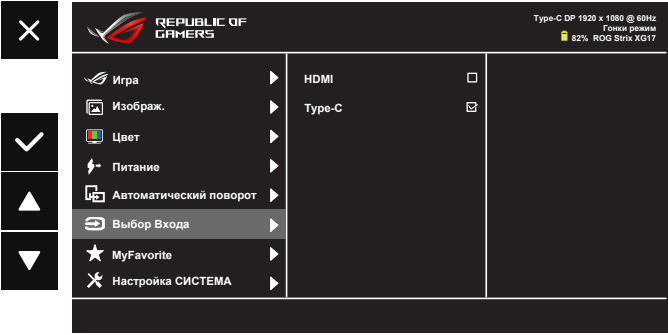 REPUBLIC OF
GAMERS
Type-C DP 1920 x 1080 @ 60Hz
Гонки режим
82% ROG Strix XG17
Игра
HDMI
Изображ.
Type-C
Цвет
Питание
Автоматический поворот
Выбор Входа
MyFavorite
Настройка СИСТЕМА